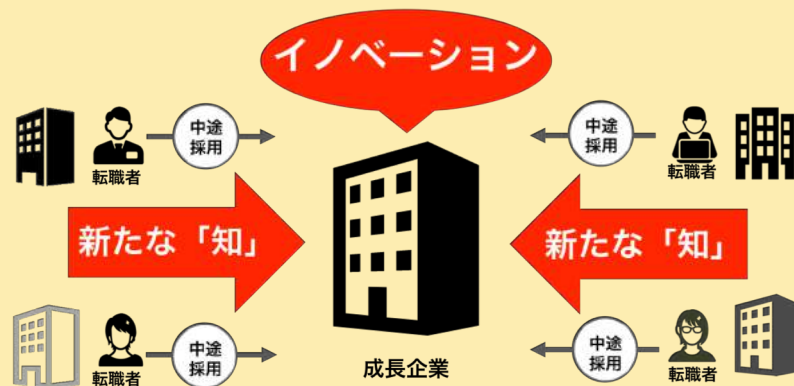 イノベーション
中途
採用
転職者
中途
採用
転職者
新たな「知」
新たな「知」
中途
採用
転職者
成長企業
中途
採用
転職者